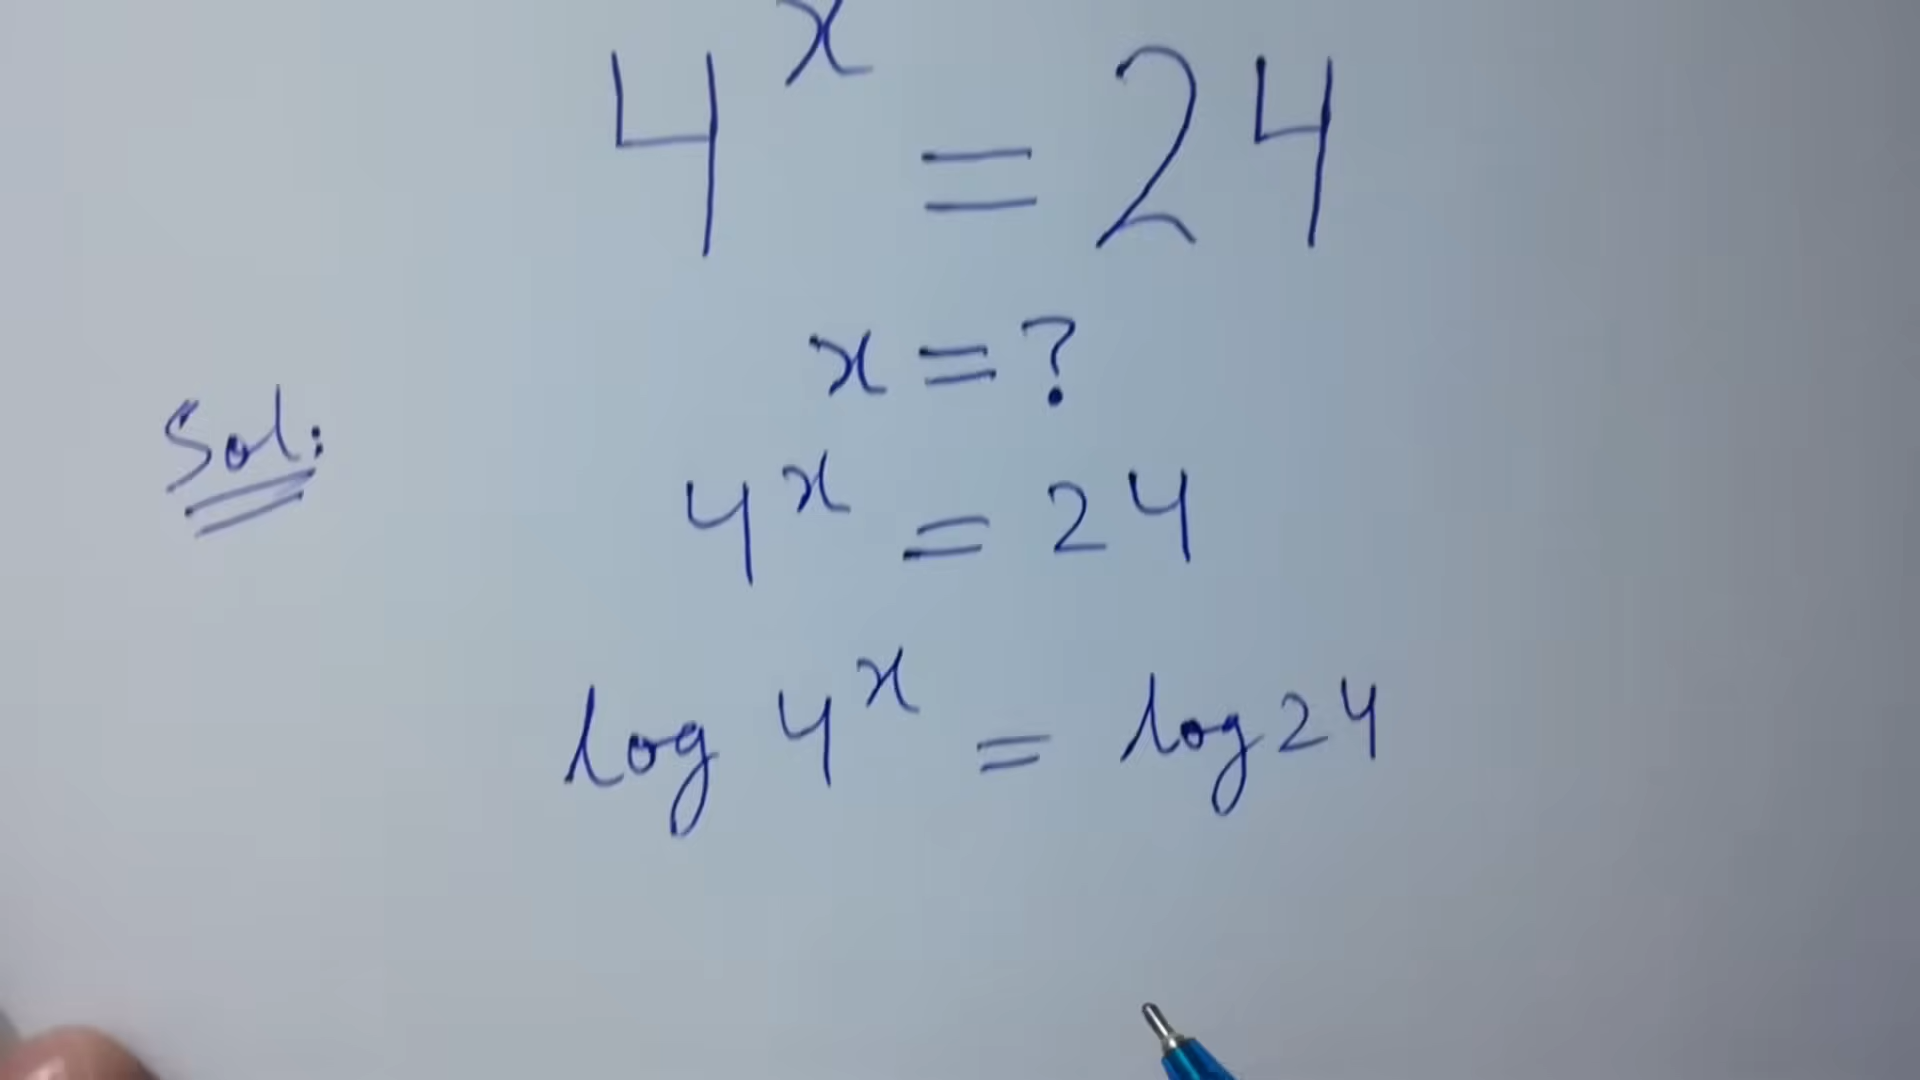 4^x = 24
x = ?
Sol:
4^x = 24
log 4^x = log 24